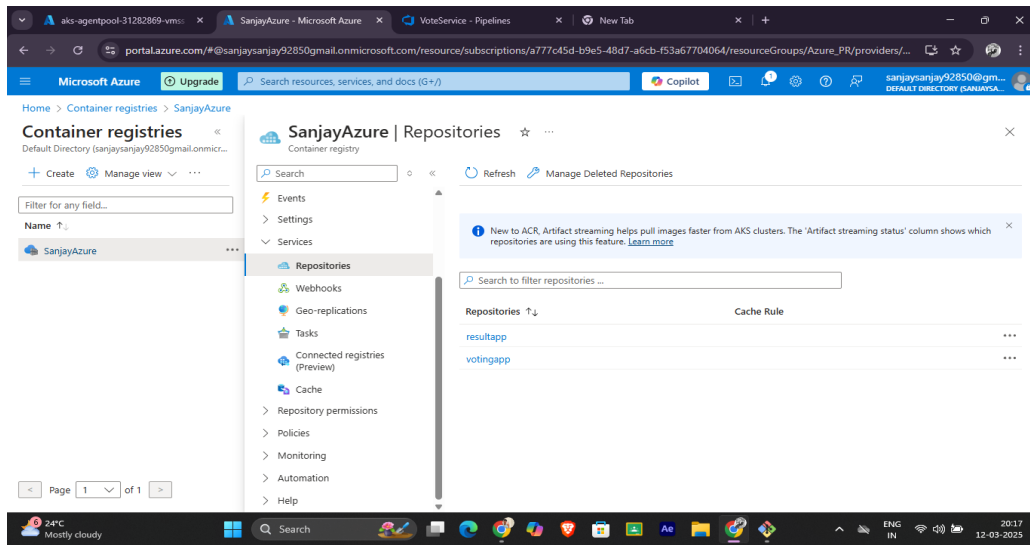 aks-agentpool-31282869-vmss
SanjayAzure - Microsoft Azure
VoteService - Pipelines
New Tab
portal.azure.com/#@sanjaysanjay92850gmail.onmicrosoft.com/resource/subscriptions/a777c45d-b9e5-48d7-a6cb-f53a67704064/resourceGroups/Azure_PR/providers/...
Microsoft Azure
Upgrade
Search resources, services, and docs (G+/)
Copilot
1
sanjaysanjay92850@gm...
DEFAULT DIRECTORY (SANJAYSA...
Home > Container registries > SanjayAzure
Container registries
Default Directory (sanjaysanjay92850gmail.onmicr...
+ Create
Manage view
...
Filter for any field...
Name ↑↓
SanjayAzure
...
< Page 1 of 1 >
SanjayAzure | Repositories
...
Container registry
Search
Events
Settings
Services
Repositories
Webhooks
Geo-replications
Tasks
Connected registries
(Preview)
Cache
Repository permissions
Policies
Monitoring
Automation
Help
Refresh
Manage Deleted Repositories
New to ACR, Artifact streaming helps pull images faster from AKS clusters. The 'Artifact streaming status' column shows which
repositories are using this feature. Learn more
Search to filter repositories ...
Repositories ↑↓
Cache Rule
resultapp
...
votingapp
...
6
24°C
Mostly cloudy
Search
Ae
ENG
IN
20:17
12-03-2025